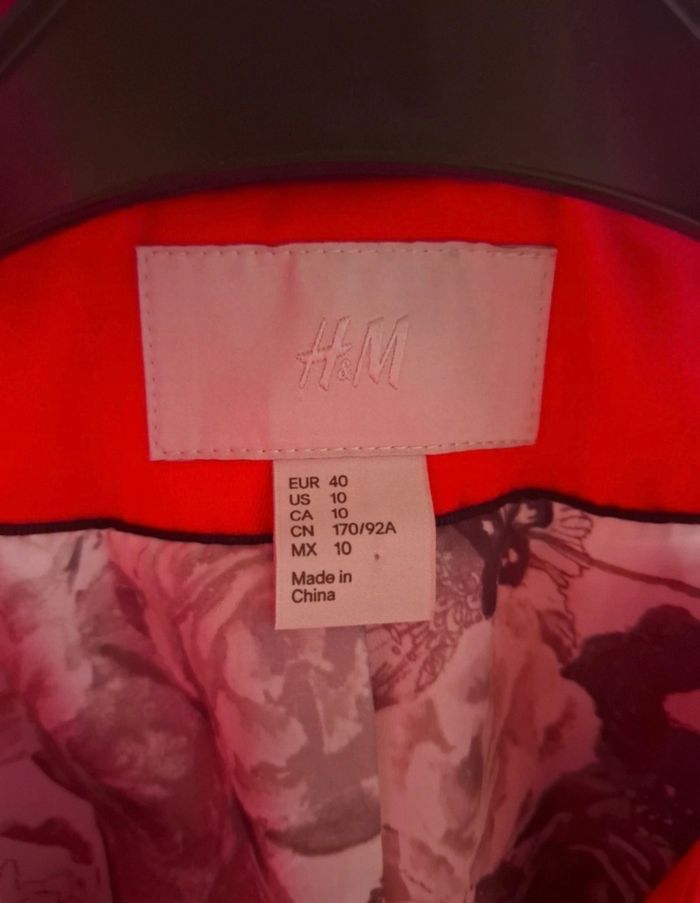 H&M
EUR 40
US 10
CA 10
CN 170/92A
MX 10
Made in
China